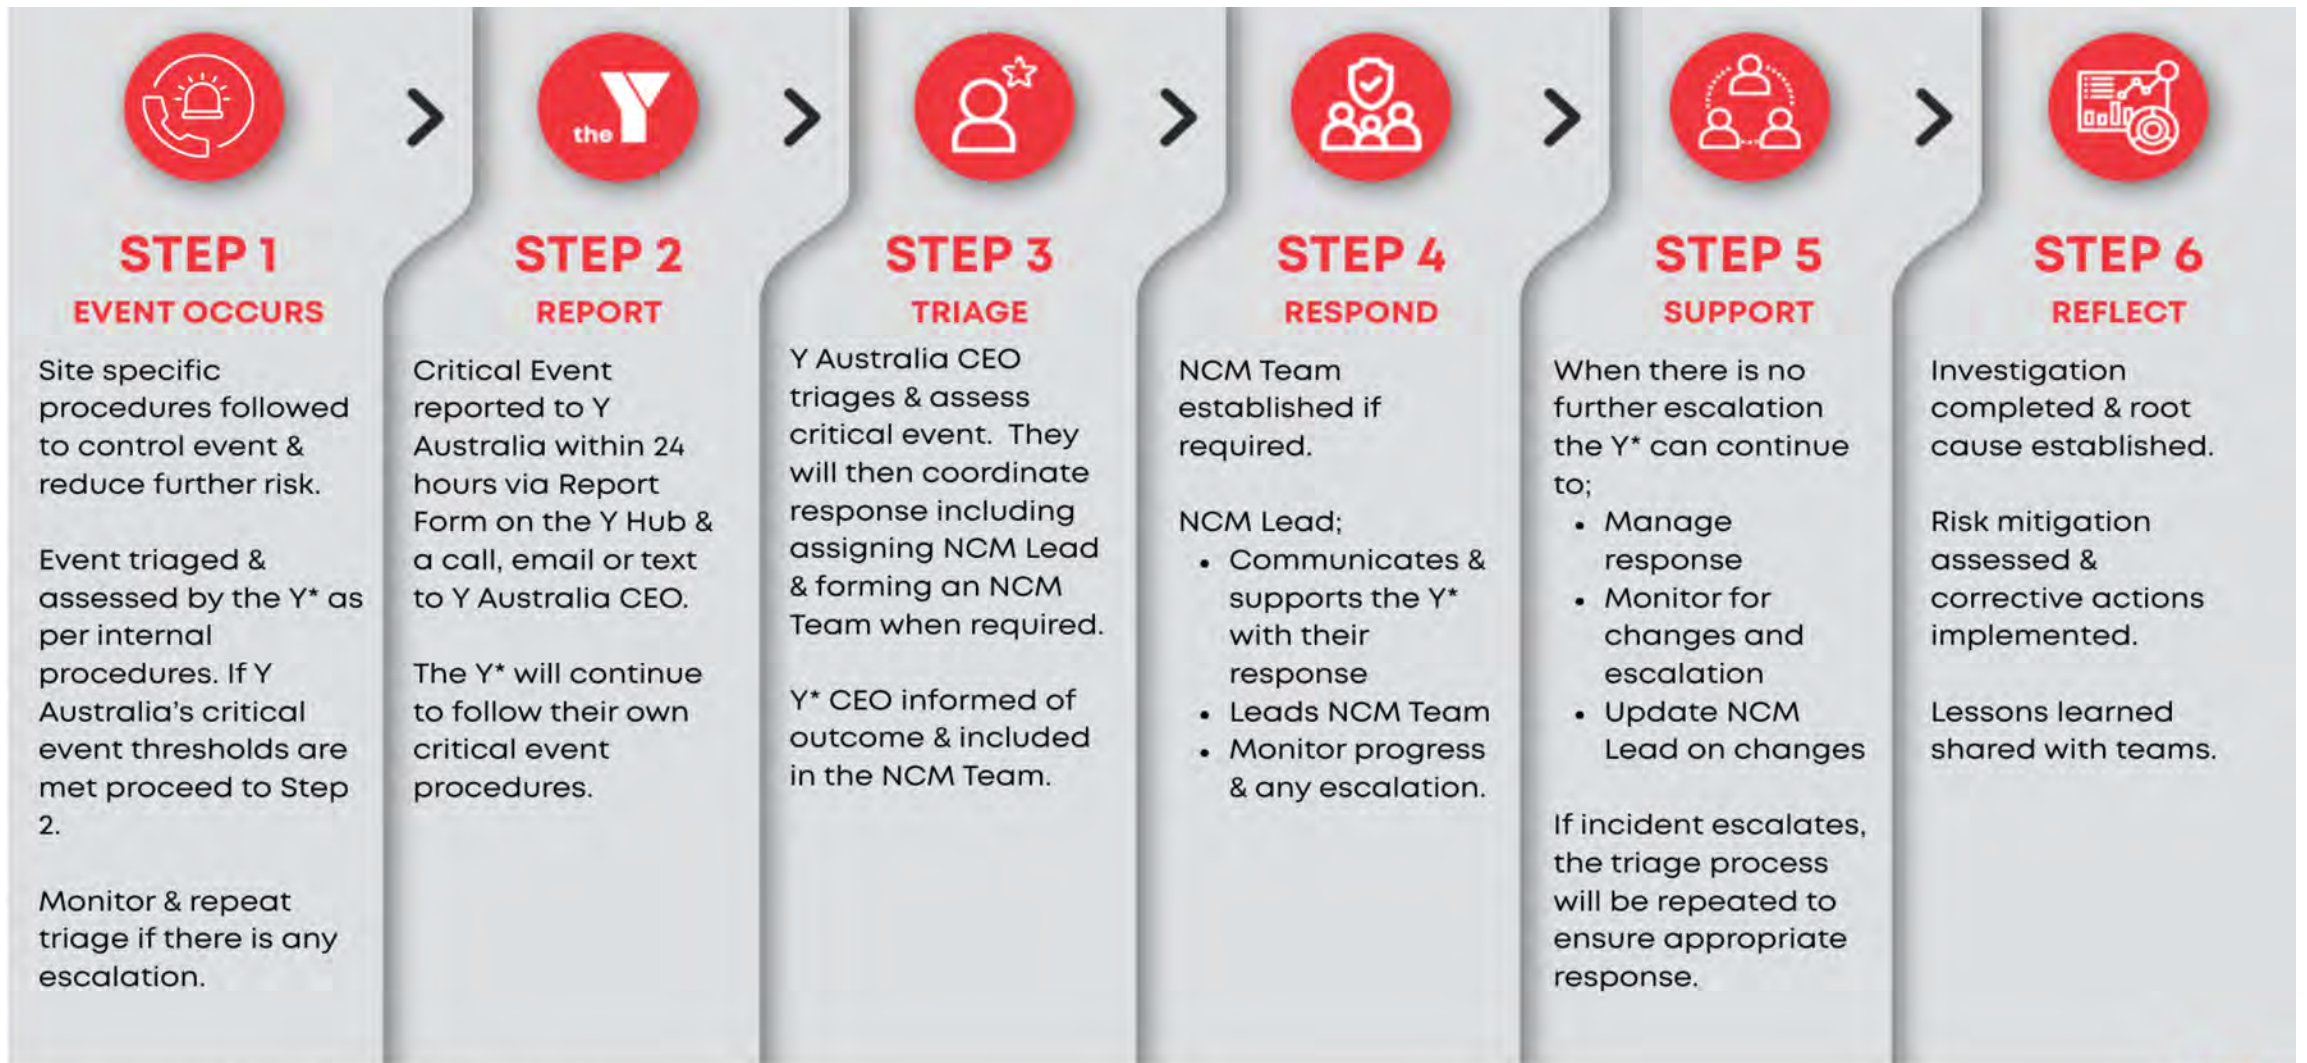 the Y
STEP 1
EVENT OCCURS
Site specific
procedures followed
to control event &
reduce further risk.
Event triaged &
assessed by the Y* as
per internal
procedures. If Y
Australia's critical
event thresholds are
met proceed to Step
2.
Monitor & repeat
triage if there is any
escalation.
STEP 2
REPORT
Critical Event
reported to Y
Australia within 24
hours via Report
Form on the Y Hub &
a call, email or text
to Y Australia CEO.
The Y* will continue
to follow their own
critical event
procedures.
STEP 3
TRIAGE
Y Australia CEO
triages & assess
critical event. They
will then coordinate
response including
assigning NCM Lead
& forming an NCM
Team when required.
Y* CEO informed of
outcome & included
in the NCM Team.
STEP 4
RESPOND
NCM Team
established if
required.
NCM Lead;
• Communicates &
supports the Y*
with their
response
• Leads NCM Team
• Monitor progress
& any escalation.
STEP 5
SUPPORT
When there is no
further escalation
the Y* can continue
to;
• Manage
response
• Monitor for
changes and
escalation
• Update NCM
Lead on changes
If incident escalates,
the triage process
will be repeated to
ensure appropriate
response.
STEP 6
REFLECT
Investigation
completed & root
cause established.
Risk mitigation
assessed &
corrective actions
implemented.
Lessons learned
shared with teams.